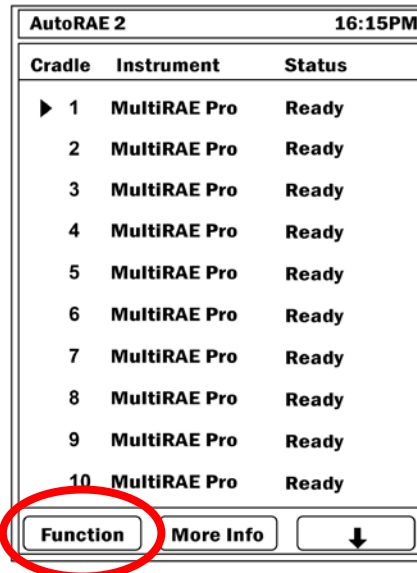 AutoRAE 2 16:15PM
Cradle Instrument Status
1 MultiRAE Pro Ready
2 MultiRAE Pro Ready
3 MultiRAE Pro Ready
4 MultiRAE Pro Ready
5 MultiRAE Pro Ready
6 MultiRAE Pro Ready
7 MultiRAE Pro Ready
8 MultiRAE Pro Ready
9 MultiRAE Pro Ready
10 MultiRAE Pro Ready
Function More Info